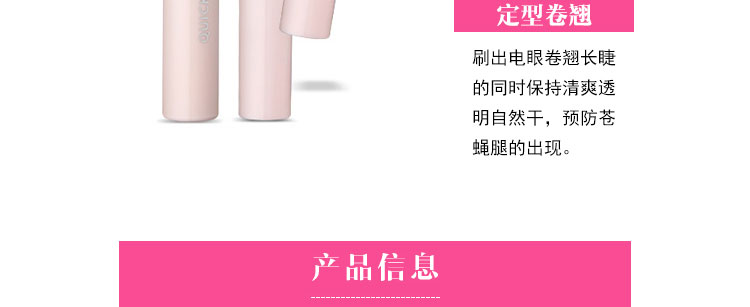 定型卷翘
刷出电眼卷翘长睫
的同时保持清爽透
明自然干，预防苍
蝇腿的出现。
产品信息